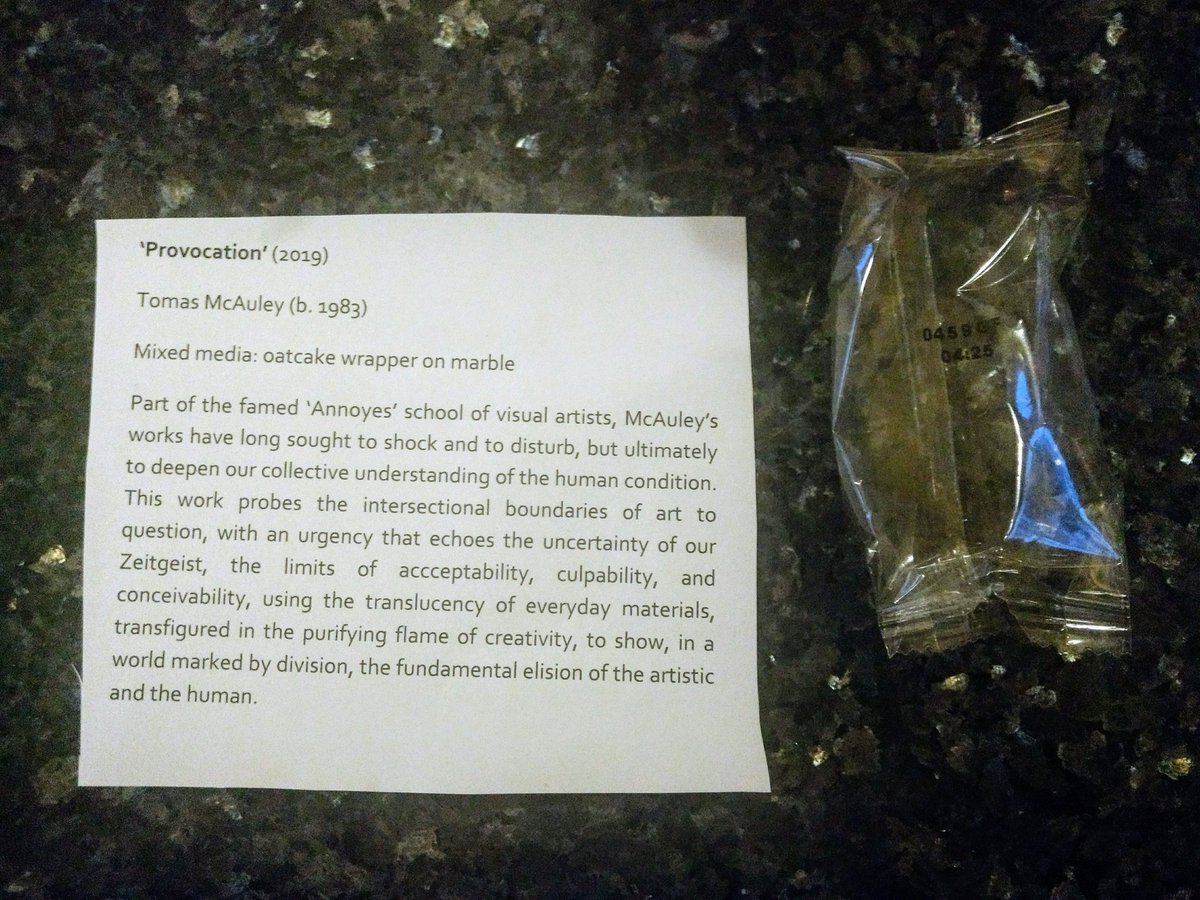 ‘Provocation’ (2019)
Tomas McAuley (b. 1983)
Mixed media: oatcake wrapper on marble
Part of the famed ‘Annoyes’ school of visual artists, McAuley’s
works have long sought to shock and to disturb, but ultimately
to deepen our collective understanding of the human condition.
This work probes the intersectional boundaries of art to
question, with an urgency that echoes the uncertainty of our
Zeitgeist, the limits of accceptability, culpability, and
conceivability, using the translucency of everyday materials,
transfigured in the purifying flame of creativity, to show, in a
world marked by division, the fundamental elision of the artistic
and the human.
04:25